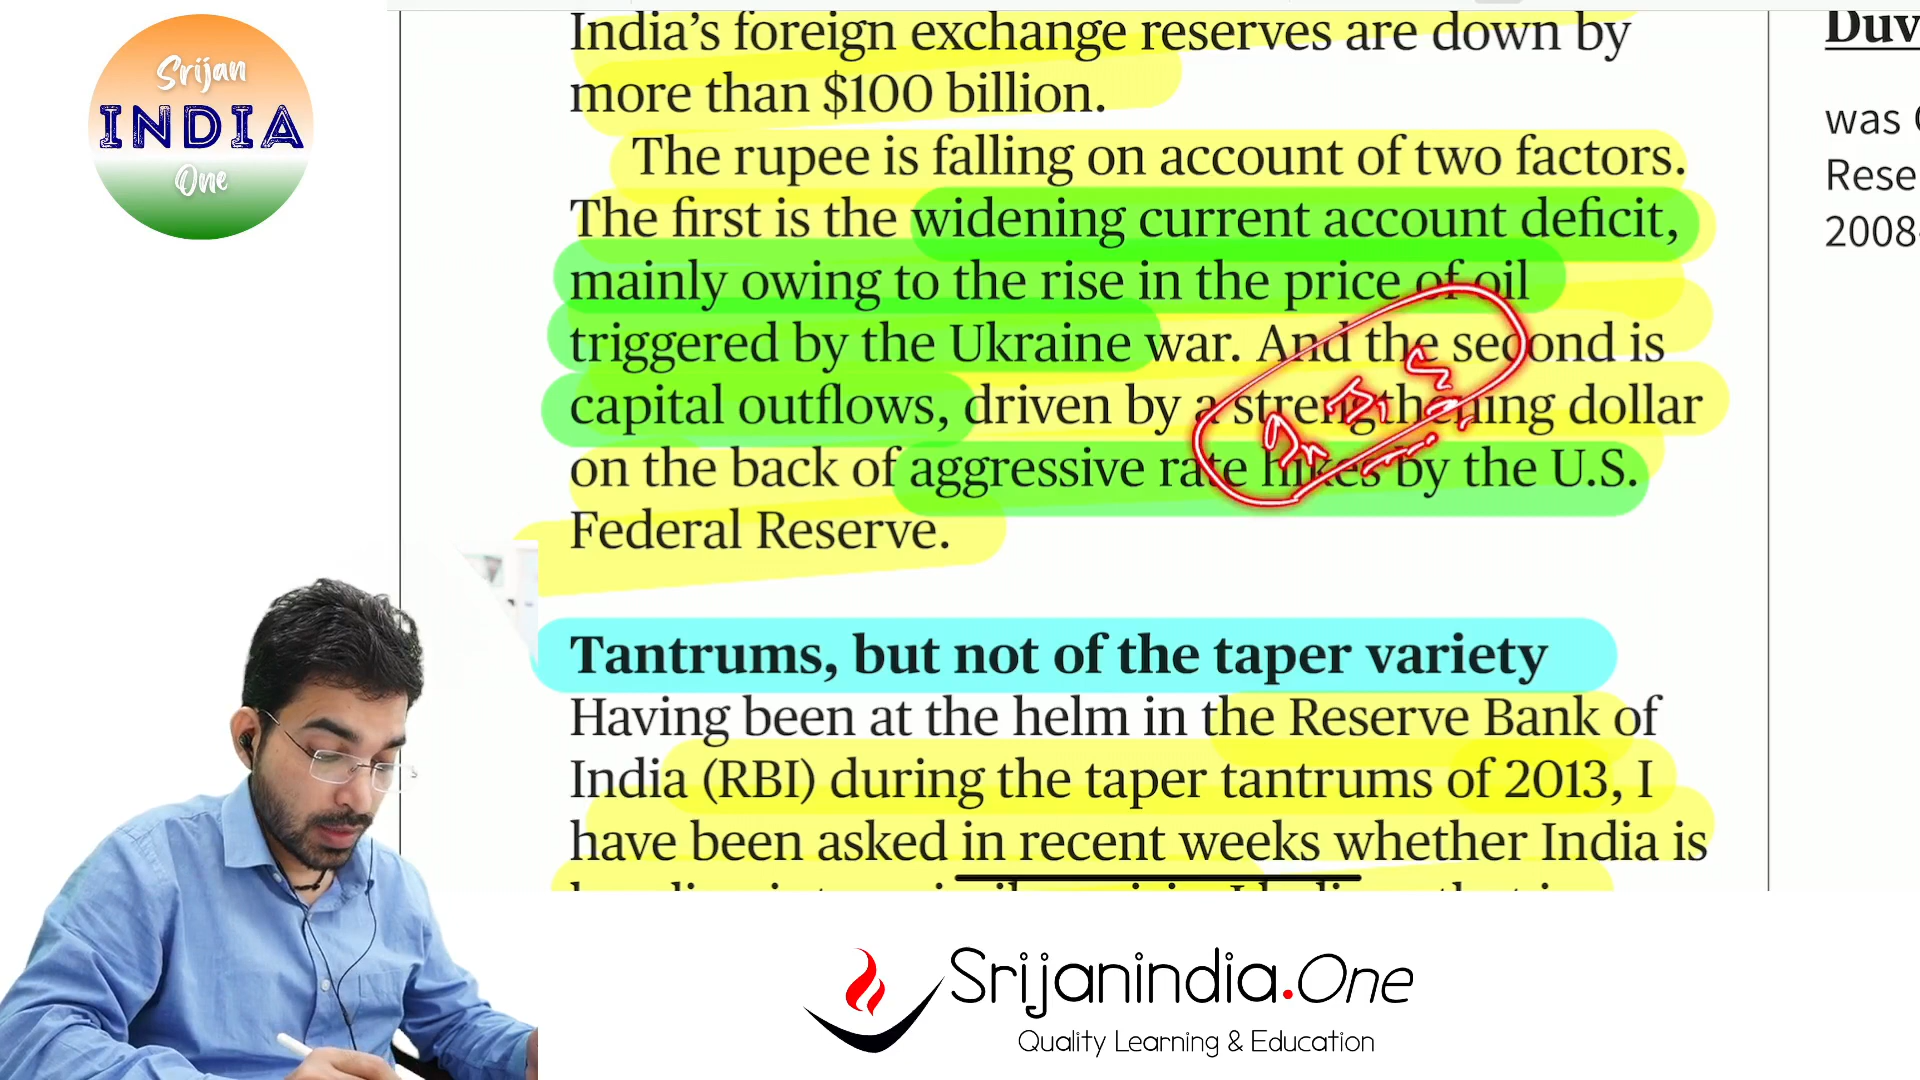 Srijan
INDIA
One
India’s foreign exchange reserves are down by
more than $100 billion.
The rupee is falling on account of two factors.
The first is the widening current account deficit,
mainly owing to the rise in the price of oil
triggered by the Ukraine war. And the second is
capital outflows, driven by a strengthening dollar
on the back of aggressive rate hikes by the U.S.
Federal Reserve.
Tantrums, but not of the taper variety
Having been at the helm in the Reserve Bank of
India (RBI) during the taper tantrums of 2013, I
have been asked in recent weeks whether India is
Duv
was
Rese
2008
Srijanindia.One
Quality Learning & Education